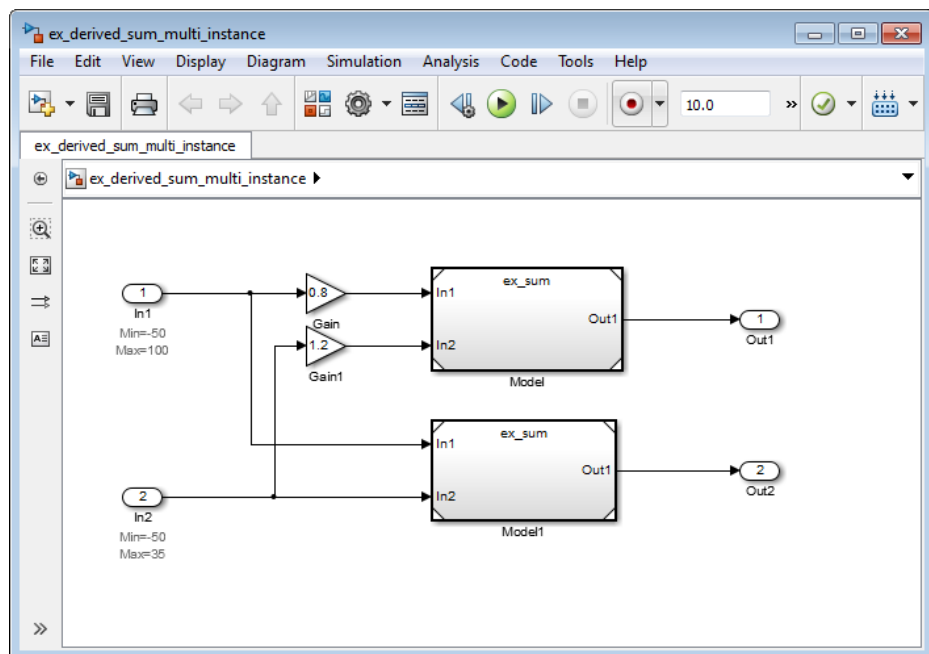 ex_derived_sum_multi_instance
File Edit View Display Diagram Simulation Analysis Code Tools Help
10.0 »
ex_derived_sum_multi_instance
ex_derived_sum_multi_instance
1
In1
Min=-50
Max=100
0.8
Gain
1.2
Gain1
ex_sum
In1
Out1
In2
Model
1
Out1
ex_sum
In1
Out1
In2
Model1
2
Out2
2
In2
Min=-50
Max=35
»